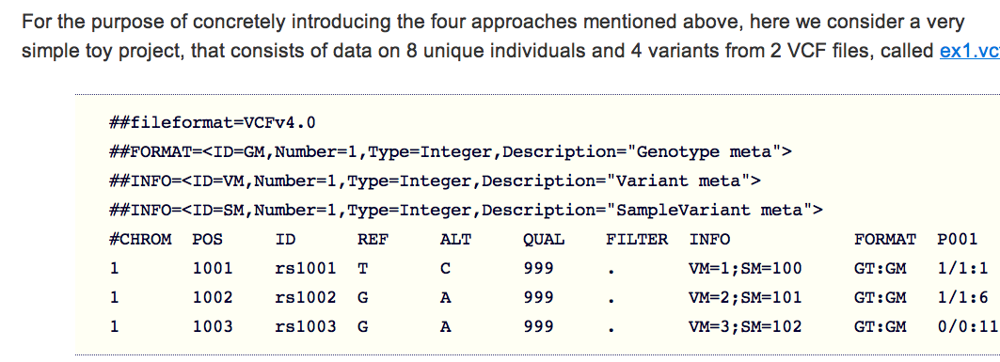 For the purpose of concretely introducing the four approaches mentioned above, here we consider a very
simple toy project, that consists of data on 8 unique individuals and 4 variants from 2 VCF files, called ex1.vc
##fileformat=VCFv4.0
##FORMAT=<ID=GM,Number=1,Type=Integer,Description="Genotype meta">
##INFO=<ID=VM,Number=1,Type=Integer,Description="Variant meta">
##INFO=<ID=SM,Number=1,Type=Integer,Description="SampleVariant meta">
#CHROM POS ID REF ALT QUAL FILTER INFO FORMAT P001
1 1001 rs1001 T C 999 . VM=1;SM=100 GT:GM 1/1:1
1 1002 rs1002 G A 999 . VM=2;SM=101 GT:GM 1/1:6
1 1003 rs1003 G A 999 . VM=3;SM=102 GT:GM 0/0:11